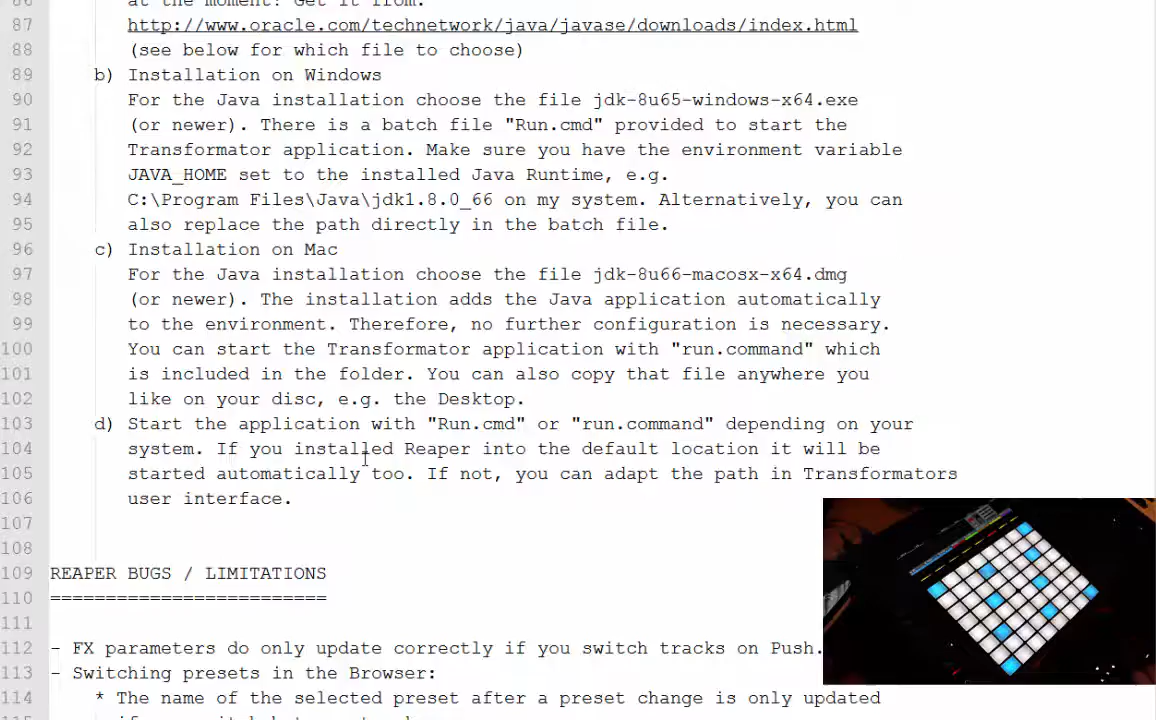 86 at the moment! Get it from:
87 http://www.oracle.com/technetwork/java/javase/downloads/index.html
88 (see below for which file to choose)
89 b) Installation on Windows
90 For the Java installation choose the file jdk-8u65-windows-x64.exe
91 (or newer). There is a batch file "Run.cmd" provided to start the
92 Transformator application. Make sure you have the environment variable
93 JAVA_HOME set to the installed Java Runtime, e.g.
94 C:\Program Files\Java\jdk1.8.0_66 on my system. Alternatively, you can
95 also replace the path directly in the batch file.
96 c) Installation on Mac
97 For the Java installation choose the file jdk-8u66-macosx-x64.dmg
98 (or newer). The installation adds the Java application automatically
99 to the environment. Therefore, no further configuration is necessary.
100 You can start the Transformator application with "run.command" which
101 is included in the folder. You can also copy that file anywhere you
102 like on your disc, e.g. the Desktop.
103 d) Start the application with "Run.cmd" or "run.command" depending on your
104 system. If you installed Reaper into the default location it will be
105 started automatically too. If not, you can adapt the path in Transformators
106 user interface.
107
108
109 REAPER BUGS / LIMITATIONS
110 =========================
111
112 - FX parameters do only update correctly if you switch tracks on Push.
113 - Switching presets in the Browser:
114 * The name of the selected preset after a preset change is only updated
115